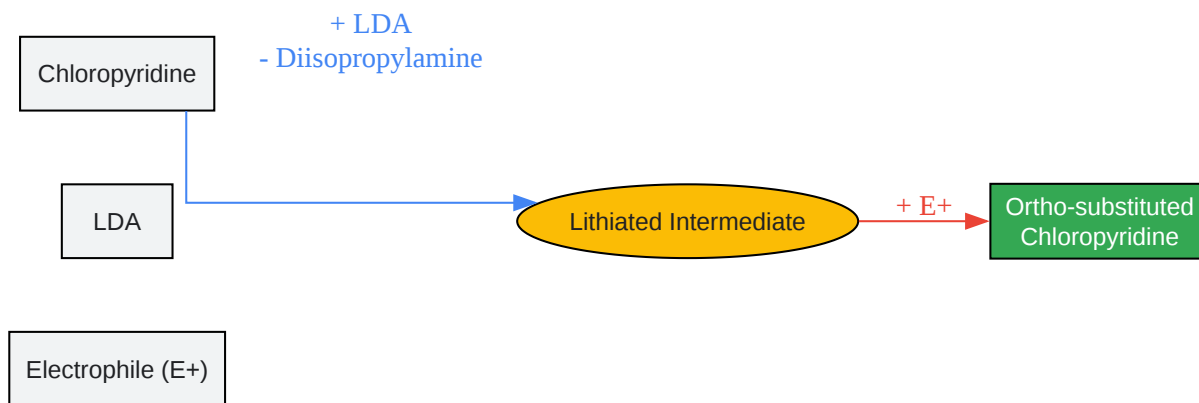 + LDA
- Diisopropylamine
Chloropyridine
LDA
Lithiated Intermediate
+ E+
Ortho-substituted
Chloropyridine
Electrophile (E+)